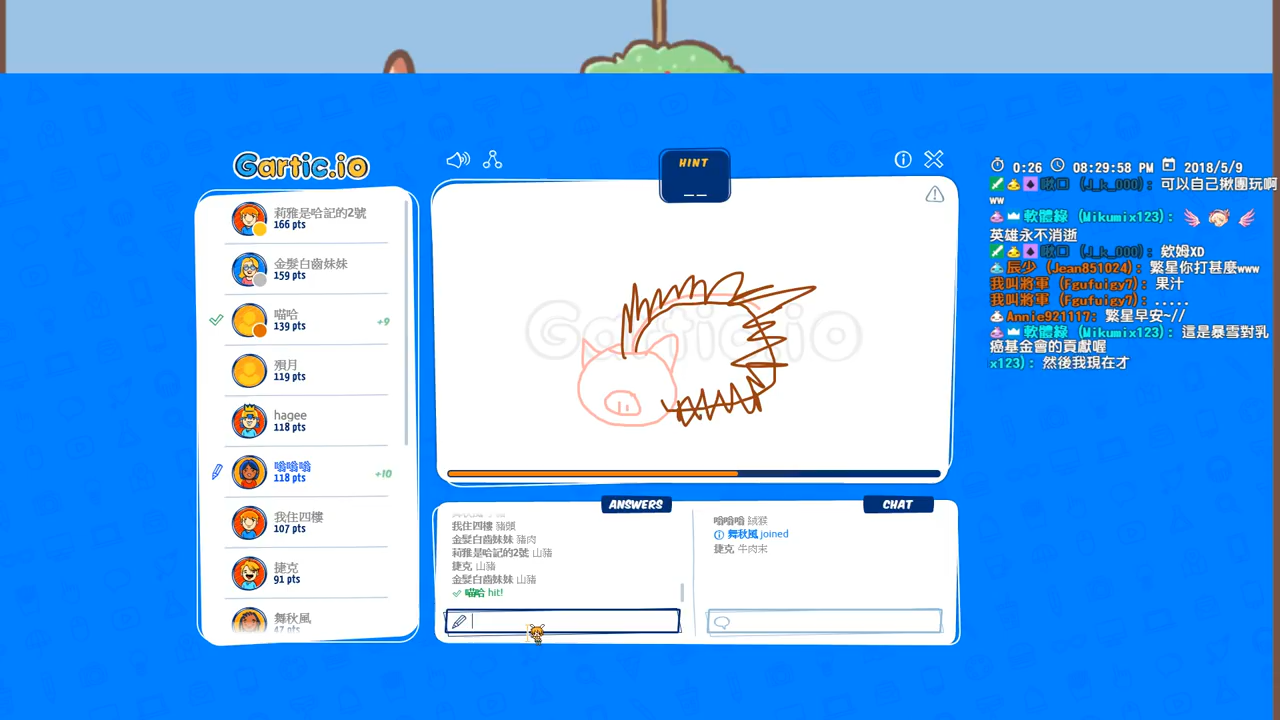 Gartic.io
莉雅是哈記的2號
166 pts
金髮白齒妹妹
159 pts
喵哈
139 pts
+9
殞月
119 pts
hagee
118 pts
嗡嗡嗡
118 pts
+10
我住四樓
107 pts
捷克
91 pts
舞秋風
47 pts
HINT
_ _
Gartic.io
ANSWERS
我住四樓 豬頭
金髮白齒妹妹 豬肉
莉雅是哈記的2號 山豬
捷克 山豬
金髮白齒妹妹 山豬
喵哈 hit!
CHAT
嗡嗡嗡 絨猴
舞秋風 joined
捷克 牛肉末
0:26 08:29:58 PM 2018/5/9
(J_k_000): 可以自己揪團玩啊
ww
軟體綠 (Mikumix123):
英雄永不消逝
(J_k_000): 欸姆XD
辰少 (Jean851024): 繁星你打甚麼www
我叫將軍 (Fgufuigy7): 果汁
我叫將軍 (Fgufuigy7): .....
Annie921117: 繁星早安~//
軟體綠 (Mikumix123): 這是暴雪對乳
癌基金會的貢獻喔
x123): 然後我現在才